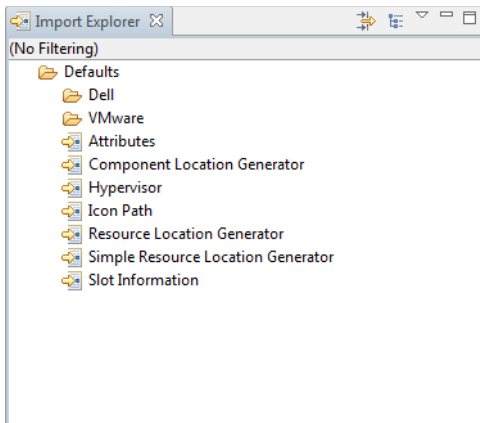 Import Explorer
(No Filtering)
Defaults
Dell
VMware
Attributes
Component Location Generator
Hypervisor
Icon Path
Resource Location Generator
Simple Resource Location Generator
Slot Information